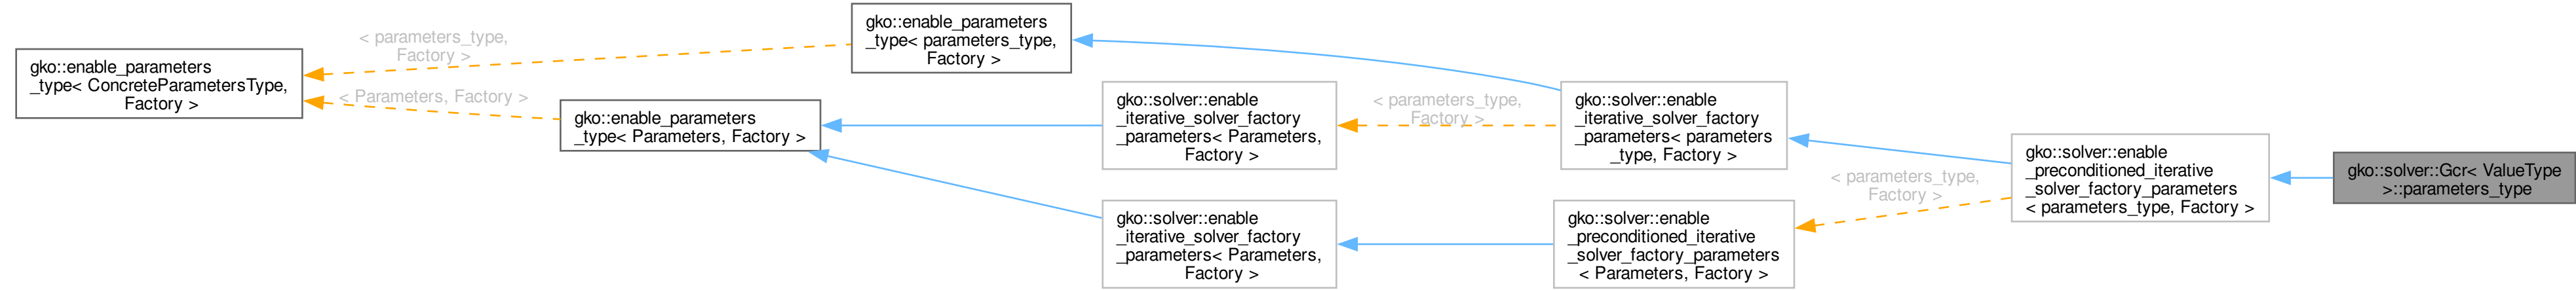 gko::enable_parameters
_type< ConcreteParametersType,
Factory >
< parameters_type,
Factory >
< Parameters, Factory >
gko::enable_parameters
_type< parameters_type,
Factory >
gko::enable_parameters
_type< Parameters, Factory >
gko::solver::enable
_iterative_solver_factory
_parameters< Parameters,
Factory >
< parameters_type,
Factory >
gko::solver::enable
_iterative_solver_factory
_parameters< parameters
_type, Factory >
gko::solver::enable
_iterative_solver_factory
_parameters< Parameters,
Factory >
gko::solver::enable
_preconditioned_iterative
_solver_factory_parameters
< Parameters, Factory >
< parameters_type,
Factory >
gko::solver::enable
_preconditioned_iterative
_solver_factory_parameters
< parameters_type, Factory >
gko::solver::Gcr< ValueType
>::parameters_type